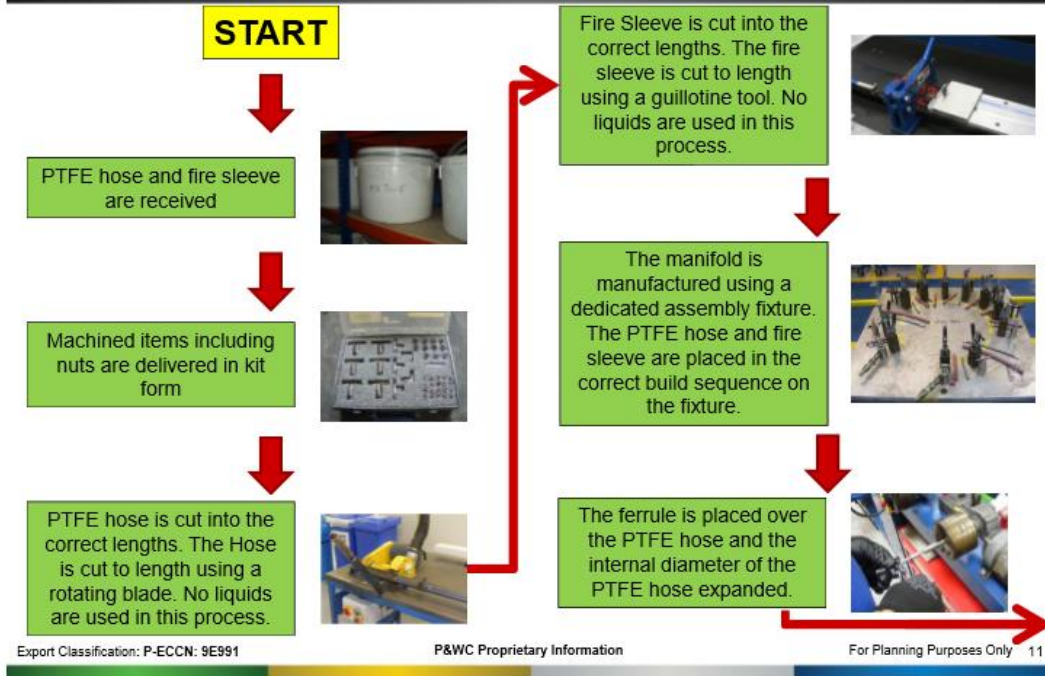 START
PTFE hose and fire sleeve
are received
Machined items including
nuts are delivered in kit
form
PTFE hose is cut into the
correct lengths. The Hose
is cut to length using a
rotating blade. No liquids
are used in this process.
Fire Sleeve is cut into the
correct lengths. The fire
sleeve is cut to length
using a guillotine tool. No
liquids are used in this
process.
The manifold is
manufactured using a
dedicated assembly fixture.
The PTFE hose and fire
sleeve are placed in the
correct build sequence on
the fixture.
The ferrule is placed over
the PTFE hose and the
internal diameter of the
PTFE hose expanded.
Export Classification: P-ECCN: 9E991
P&WC Proprietary Information
For Planning Purposes Only 11